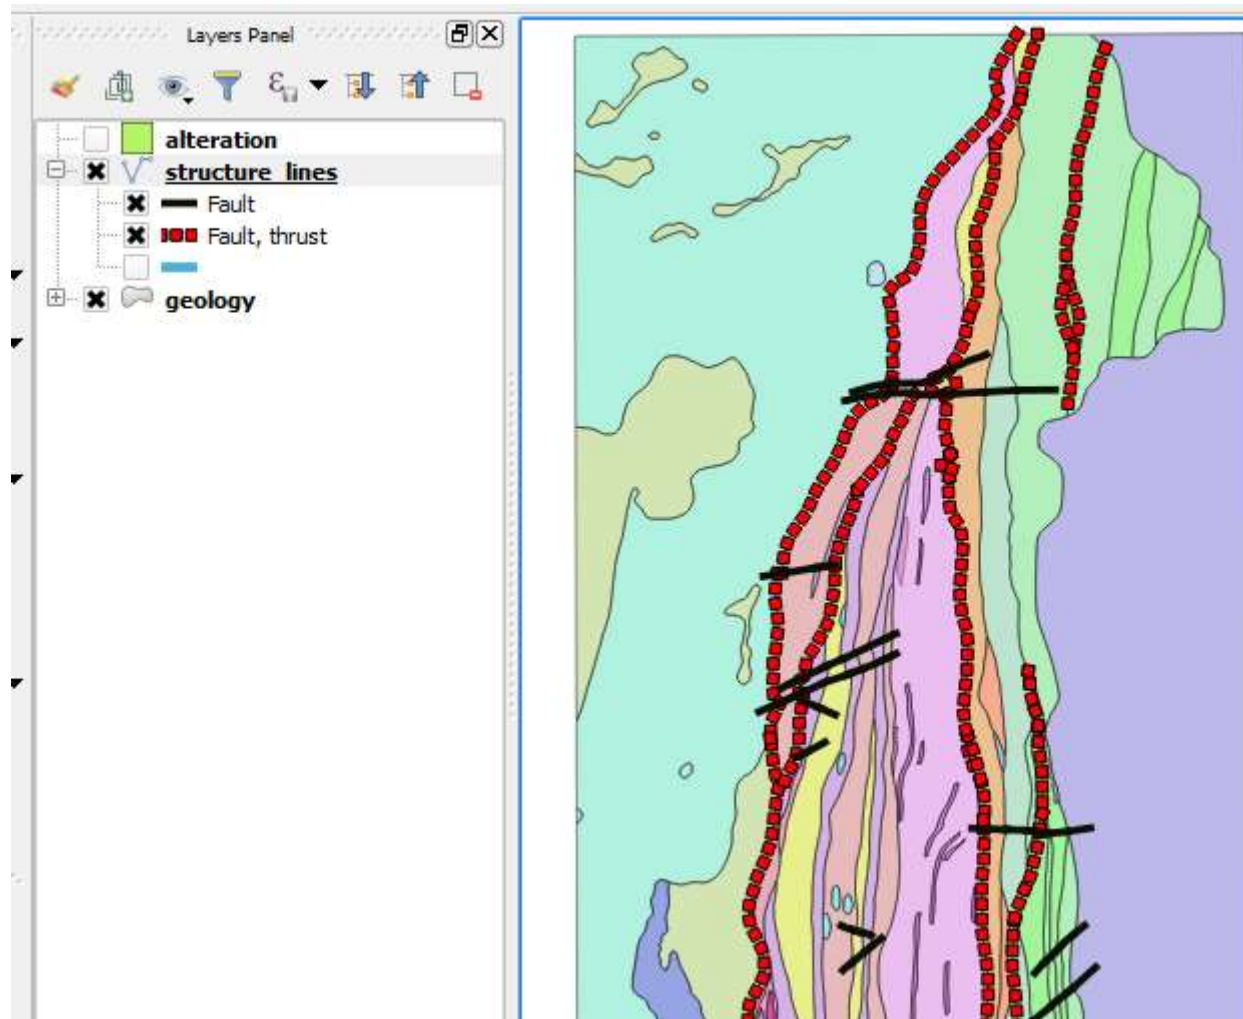 Layers Panel
alteration
structure_lines
Fault
Fault, thrust
geology